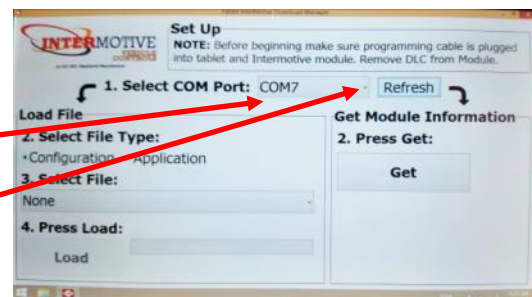 INTERMOTIVE
VEHICLE
CONTROLS
Set Up
NOTE: Before beginning make sure programming cable is plugged
into tablet and Intermotive module. Remove DLC from Module.
1. Select COM Port: COM7
Refresh
Load File
2. Select File Type:
Configuration Application
3. Select File:
None
4. Press Load:
Load
Get Module Information
2. Press Get:
Get